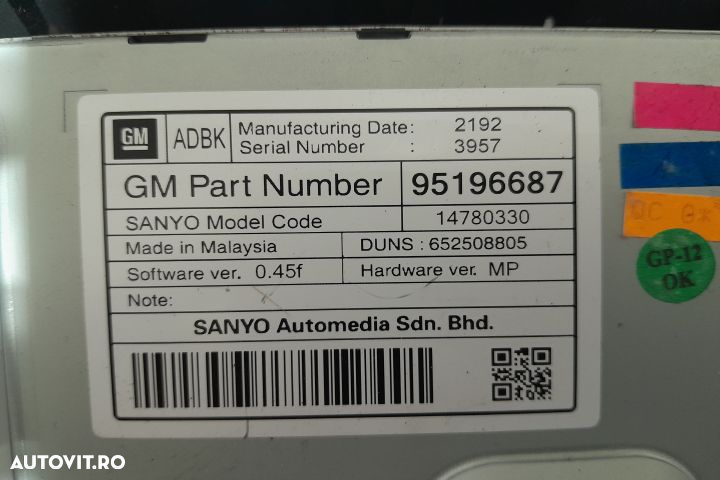 GM ADBK Manufacturing Date: 2192
Serial Number : 3957
GM Part Number 95196687
SANYO Model Code 14780330
Made in Malaysia DUNS : 652508805
Software ver. 0.45f Hardware ver. MP
Note:
SANYO Automedia Sdn. Bhd.
GP-12
OK
AUTOVIT.RO